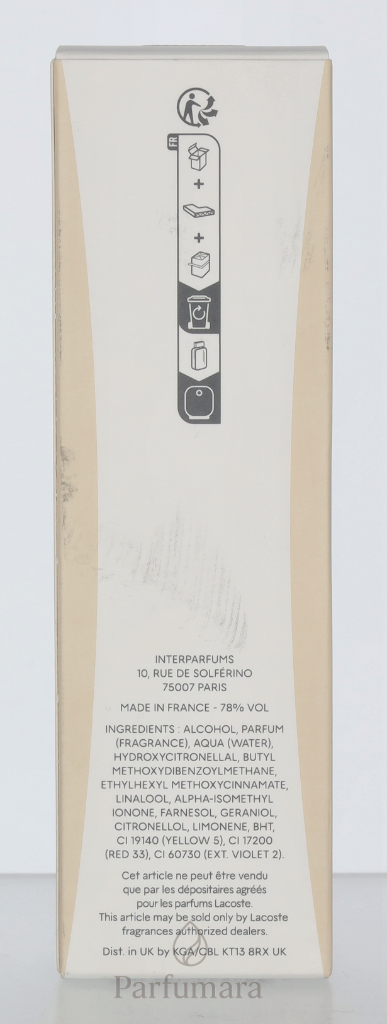 FR
+
+
INTERPARFUMS
10, RUE DE SOLFÉRINO
75007 PARIS
MADE IN FRANCE - 78% VOL
INGREDIENTS : ALCOHOL, PARFUM
(FRAGRANCE), AQUA (WATER),
HYDROXYCITRONELLAL, BUTYL
METHOXYDIBENZOYLMETHANE,
ETHYLHEXYL METHOXYCINNAMATE,
LINALOOL, ALPHA-ISOMETHYL
IONONE, FARNESOL, GERANIOL,
CITRONELLOL, LIMONENE, BHT,
CI 19140 (YELLOW 5), CI 17200
(RED 33), CI 60730 (EXT. VIOLET 2).
Cet article ne peut être vendu
que par les dépositaires agréés
pour les parfums Lacoste.
This article may be sold only by Lacoste
fragrances authorized dealers.
Dist. in UK by KGA/CBL KT13 8RX UK
Parfumara